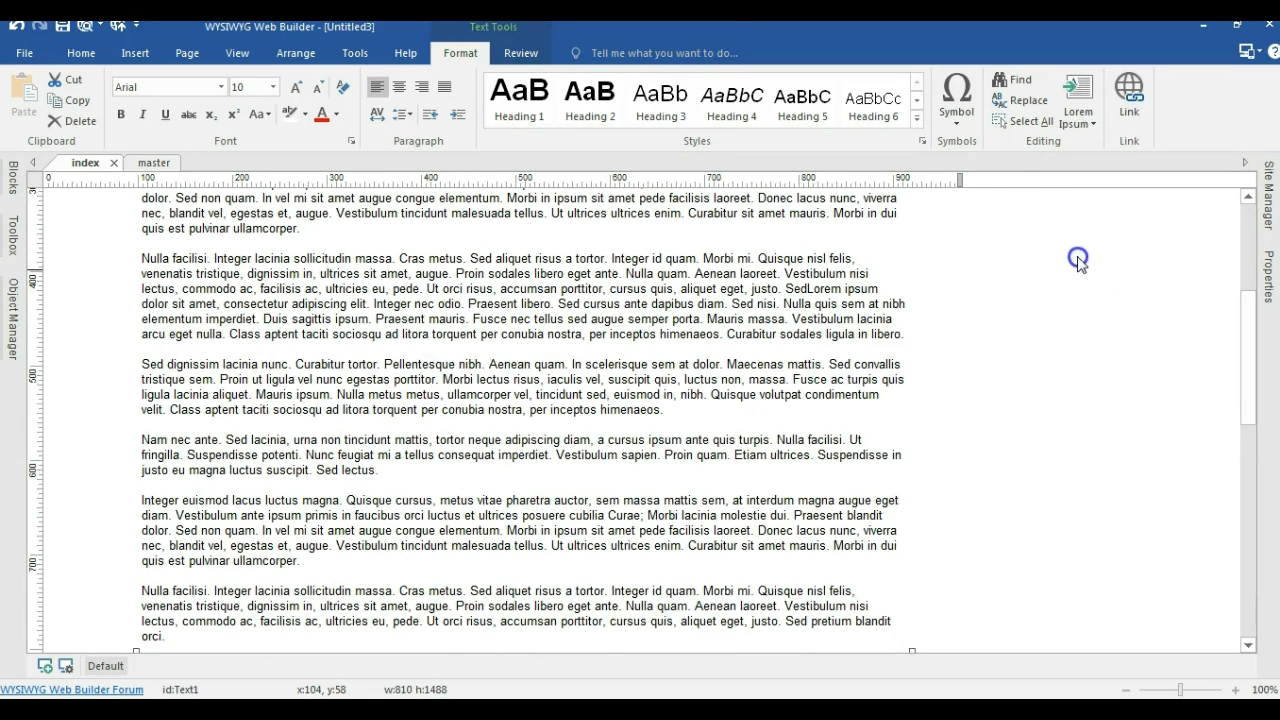 WYSIWYG Web Builder - [Untitled3]
Text Tools
File Home Insert Page View Arrange Tools Help Format Review Tell me what you want to do...
Paste
Cut
Copy
Delete
Clipboard
Arial 10
B I U abc x² x₂ Aa
Font
AV
Paragraph
AaB AaB AaBb AaBbC AaBbC AaBbCc
Heading 1 Heading 2 Heading 3 Heading 4 Heading 5 Heading 6
Styles
Symbol
Symbols
Find
Replace
Select All
Lorem Ipsum
Editing
Link
Link
index master
0 100 200 300 400 500 600 700 800 900
400
500
600
700
Blocks
Toolbox
Object Manager
Site Manager
Properties
dolor. Sed non quam. In vel mi sit amet augue congue elementum. Morbi in ipsum sit amet pede facilisis laoreet. Donec lacus nunc, viverra
nec, blandit vel, egestas et, augue. Vestibulum tincidunt malesuada tellus. Ut ultrices ultrices enim. Curabitur sit amet mauris. Morbi in dui
quis est pulvinar ullamcorper.
Nulla facilisi. Integer lacinia sollicitudin massa. Cras metus. Sed aliquet risus a tortor. Integer id quam. Morbi mi. Quisque nisl felis,
venenatis tristique, dignissim in, ultrices sit amet, augue. Proin sodales libero eget ante. Nulla quam. Aenean laoreet. Vestibulum nisi
lectus, commodo ac, facilisis ac, ultricies eu, pede. Ut orci risus, accumsan porttitor, cursus quis, aliquet eget, justo. SedLorem ipsum
dolor sit amet, consectetur adipiscing elit. Integer nec odio. Praesent libero. Sed cursus ante dapibus diam. Sed nisi. Nulla quis sem at nibh
elementum imperdiet. Duis sagittis ipsum. Praesent mauris. Fusce nec tellus sed augue semper porta. Mauris massa. Vestibulum lacinia
arcu eget nulla. Class aptent taciti sociosqu ad litora torquent per conubia nostra, per inceptos himenaeos. Curabitur sodales ligula in libero.
Sed dignissim lacinia nunc. Curabitur tortor. Pellentesque nibh. Aenean quam. In scelerisque sem at dolor. Maecenas mattis. Sed convallis
tristique sem. Proin ut ligula vel nunc egestas porttitor. Morbi lectus risus, iaculis vel, suscipit quis, luctus non, massa. Fusce ac turpis quis
ligula lacinia aliquet. Mauris ipsum. Nulla metus metus, ullamcorper vel, tincidunt sed, euismod in, nibh. Quisque volutpat condimentum
velit. Class aptent taciti sociosqu ad litora torquent per conubia nostra, per inceptos himenaeos.
Nam nec ante. Sed lacinia, urna non tincidunt mattis, tortor neque adipiscing diam, a cursus ipsum ante quis turpis. Nulla facilisi. Ut
fringilla. Suspendisse potenti. Nunc feugiat mi a tellus consequat imperdiet. Vestibulum sapien. Proin quam. Etiam ultrices. Suspendisse in
justo eu magna luctus suscipit. Sed lectus.
Integer euismod lacus luctus magna. Quisque cursus, metus vitae pharetra auctor, sem massa mattis sem, at interdum magna augue eget
diam. Vestibulum ante ipsum primis in faucibus orci luctus et ultrices posuere cubilia Curae; Morbi lacinia molestie dui. Praesent blandit
dolor. Sed non quam. In vel mi sit amet augue congue elementum. Morbi in ipsum sit amet pede facilisis laoreet. Donec lacus nunc, viverra
nec, blandit vel, egestas et, augue. Vestibulum tincidunt malesuada tellus. Ut ultrices ultrices enim. Curabitur sit amet mauris. Morbi in dui
quis est pulvinar ullamcorper.
Nulla facilisi. Integer lacinia sollicitudin massa. Cras metus. Sed aliquet risus a tortor. Integer id quam. Morbi mi. Quisque nisl felis,
venenatis tristique, dignissim in, ultrices sit amet, augue. Proin sodales libero eget ante. Nulla quam. Aenean laoreet. Vestibulum nisi
lectus, commodo ac, facilisis ac, ultricies eu, pede. Ut orci risus, accumsan porttitor, cursus quis, aliquet eget, justo. Sed pretium blandit
orci.
Default
WYSIWYG Web Builder Forum id:Text1 x:104, y:58 w:810 h:1488 100%